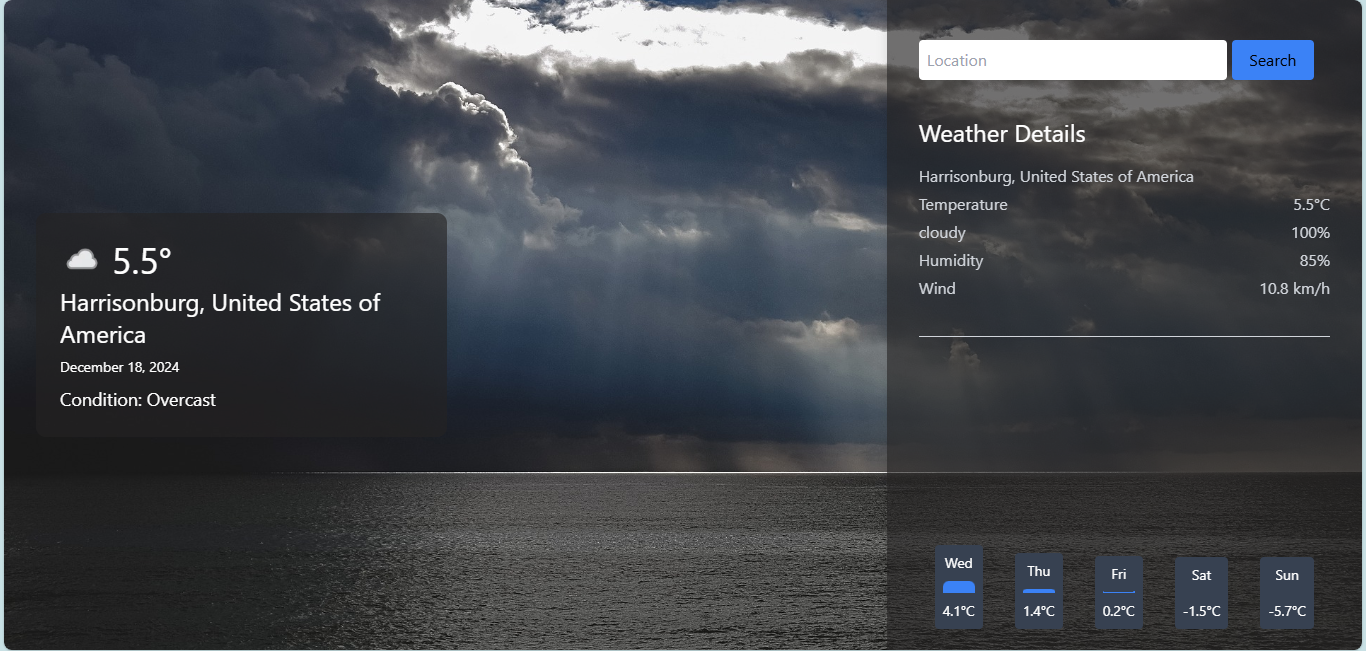 Location
Search
Weather Details
Harrisonburg, United States of America
Temperature 5.5°C
cloudy 100%
Humidity 85%
Wind 10.8 km/h
5.5°
Harrisonburg, United States of
America
December 18, 2024
Condition: Overcast
Wed Thu Fri Sat Sun
4.1°C 1.4°C 0.2°C -1.5°C -5.7°C